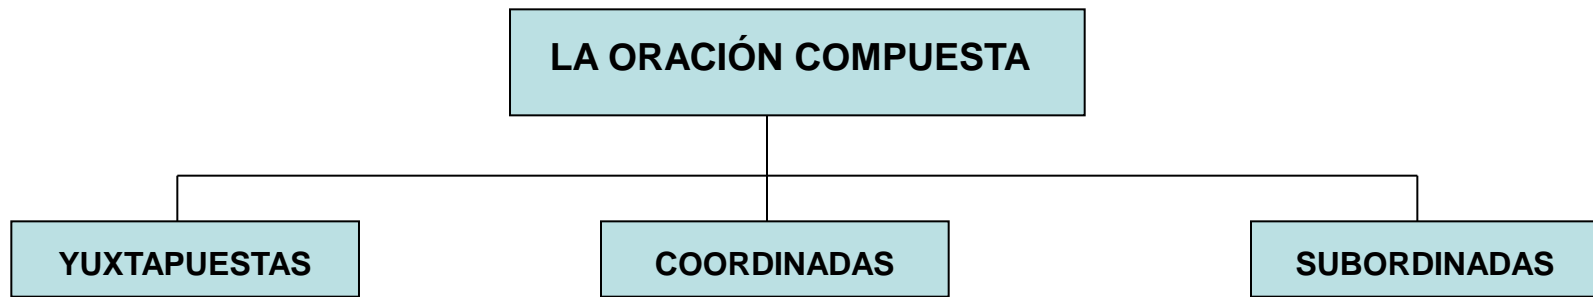 LA ORACIÓN COMPUESTA
YUXTAPUESTAS
COORDINADAS
SUBORDINADAS